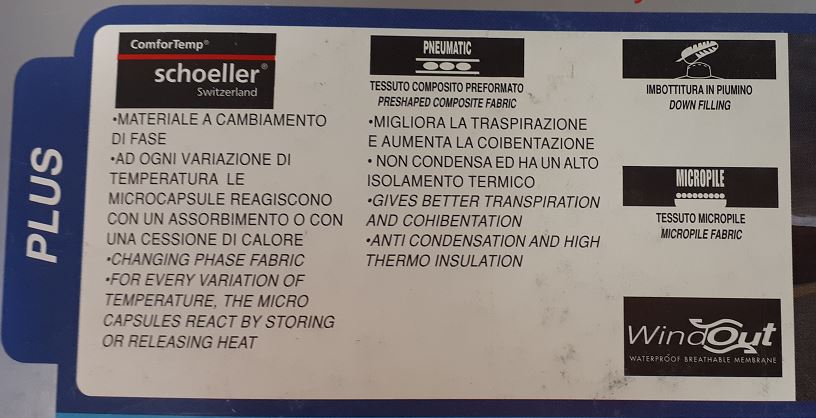 PLUS
ComforTemp®
schoeller®
Switzerland
•MATERIALE A CAMBIAMENTO
DI FASE
•AD OGNI VARIAZIONE DI
TEMPERATURA LE
MICROCAPSULE REAGISCONO
CON UN ASSORBIMENTO O CON
UNA CESSIONE DI CALORE
•CHANGING PHASE FABRIC
•FOR EVERY VARIATION OF
TEMPERATURE, THE MICRO
CAPSULES REACT BY STORING
OR RELEASING HEAT
PNEUMATIC
TESSUTO COMPOSITO PREFORMATO
PRESHAPED COMPOSITE FABRIC
•MIGLIORA LA TRASPIRAZIONE
E AUMENTA LA COIBENTAZIONE
• NON CONDENSA ED HA UN ALTO
ISOLAMENTO TERMICO
•GIVES BETTER TRANSPIRATION
AND COHIBENTATION
•ANTI CONDENSATION AND HIGH
THERMO INSULATION
IMBOTTITURA IN PIUMINO
DOWN FILLING
MICROPILE
TESSUTO MICROPILE
MICROPILE FABRIC
WindOut
WATERPROOF BREATHABLE MEMBRANE